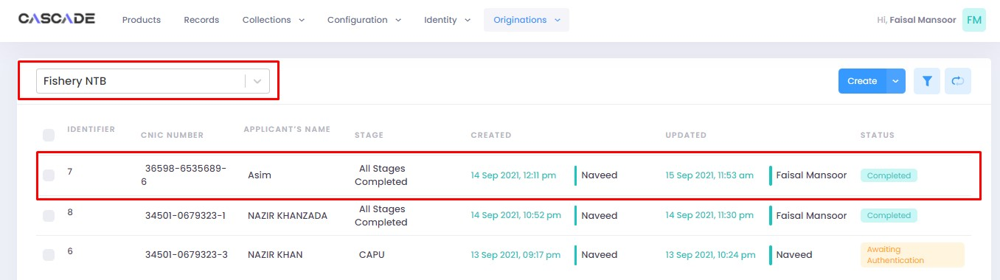 CASCADE Products Records Collections Configuration Identity Originations Hi, Faisal Mansoor FM
Fishery NTB Create
IDENTIFIER CNIC NUMBER APPLICANT'S NAME STAGE CREATED UPDATED STATUS
7 36598-6535689- Asim All Stages 14 Sep 2021, 12:11 pm Naveed 15 Sep 2021, 11:53 am Faisal Mansoor Completed
6 Completed
8 34501-0679323-1 NAZIR KHANZADA All Stages 14 Sep 2021, 10:52 pm Naveed 14 Sep 2021, 11:30 pm Faisal Mansoor Completed
Completed
6 34501-0679323-3 NAZIR KHAN CAPU 13 Sep 2021, 09:17 pm Naveed 13 Sep 2021, 10:24 pm Naveed Awaiting
Authentication